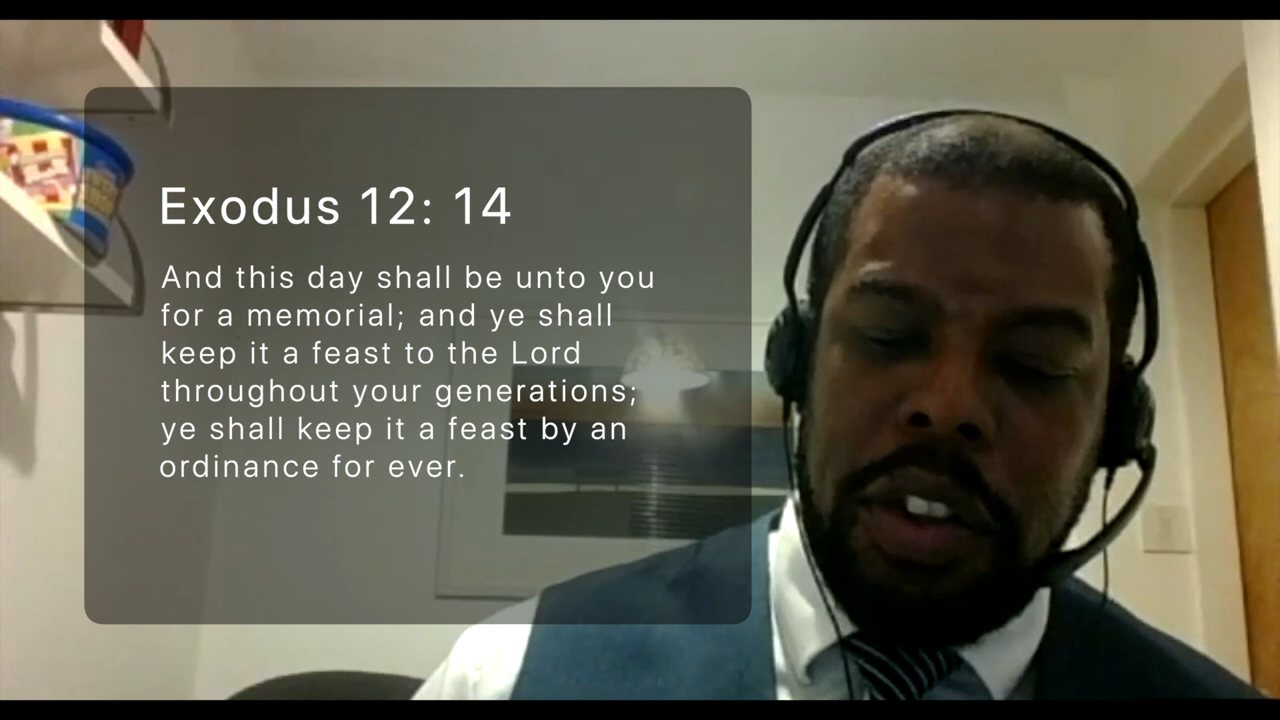 Exodus 12: 14
And this day shall be unto you
for a memorial; and ye shall
keep it a feast to the Lord
throughout your generations;
ye shall keep it a feast by an
ordinance for ever.